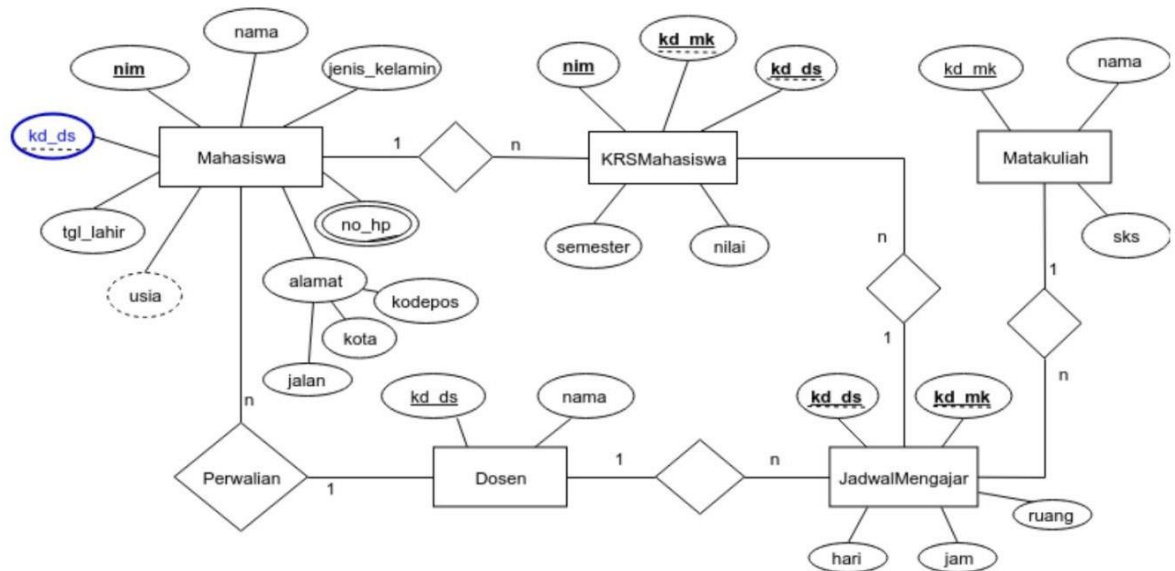 nama
nim
jenis_kelamin
kd_ds
Mahasiswa
tgl_lahir
usia
no_hp
alamat
kodepos
kota
jalan
1
n
kd_mk
nim
kd_ds
KRSMahasiswa
semester
nilai
kd_mk
nama
Matakuliah
sks
n
1
1
n
n
Perwalian
1
kd_ds
nama
Dosen
1
n
kd_ds
kd_mk
JadwalMengajar
ruang
hari
jam